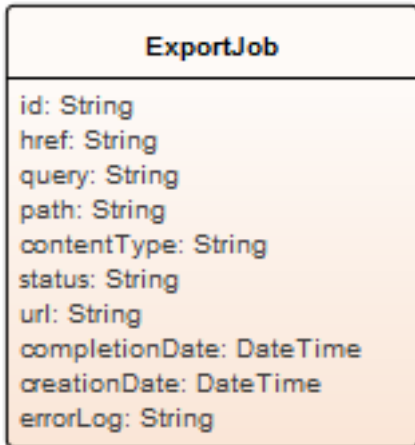 ExportJob
id: String
href: String
query: String
path: String
contentType: String
status: String
url: String
completionDate: DateTime
creationDate: DateTime
errorLog: String